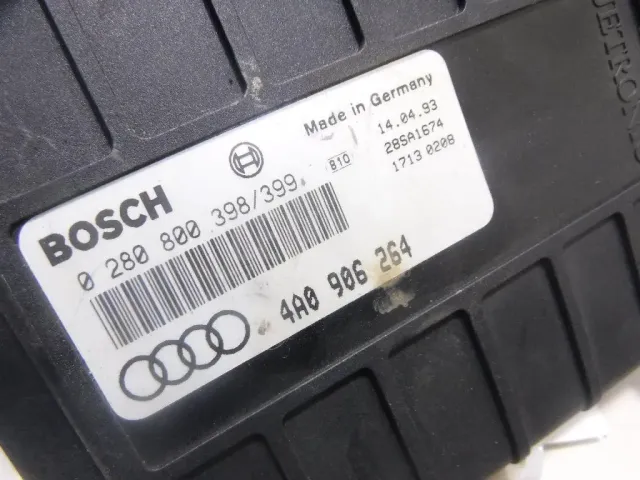 BOSCH
Made in Germany
0 280 800 398/399
810
14.04.93
28SA1674
1713 0208
4A0 906 264